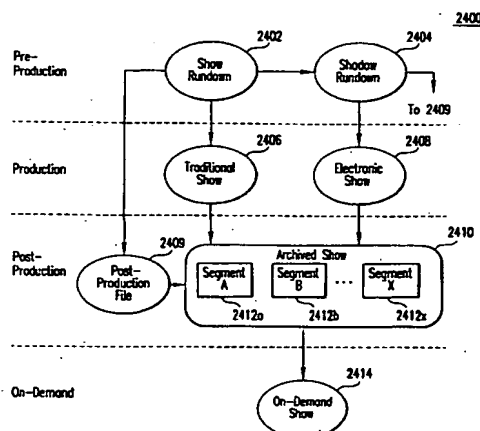 2400
Pre-
Production
Show
Rundown
2402
Shadow
Rundown
2404
To 2409
Production
Traditional
Show
2406
Electronic
Show
2408
Post-
Production
Post-
Production
File
2409
Archived Show
2410
Segment
A
Segment
B
...
Segment
X
2412a
2412b
2412x
On-Demand
On-Demand
Show
2414